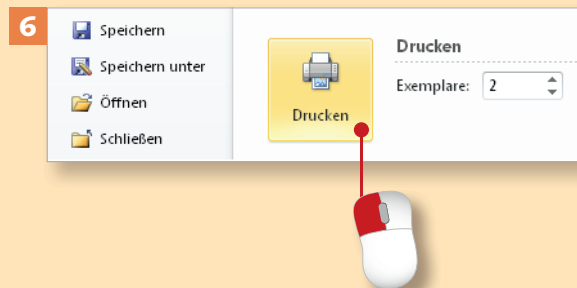 6
Speichern
Speichern unter
Öffnen
Schließen
Drucken
Drucken
Exemplare: 2